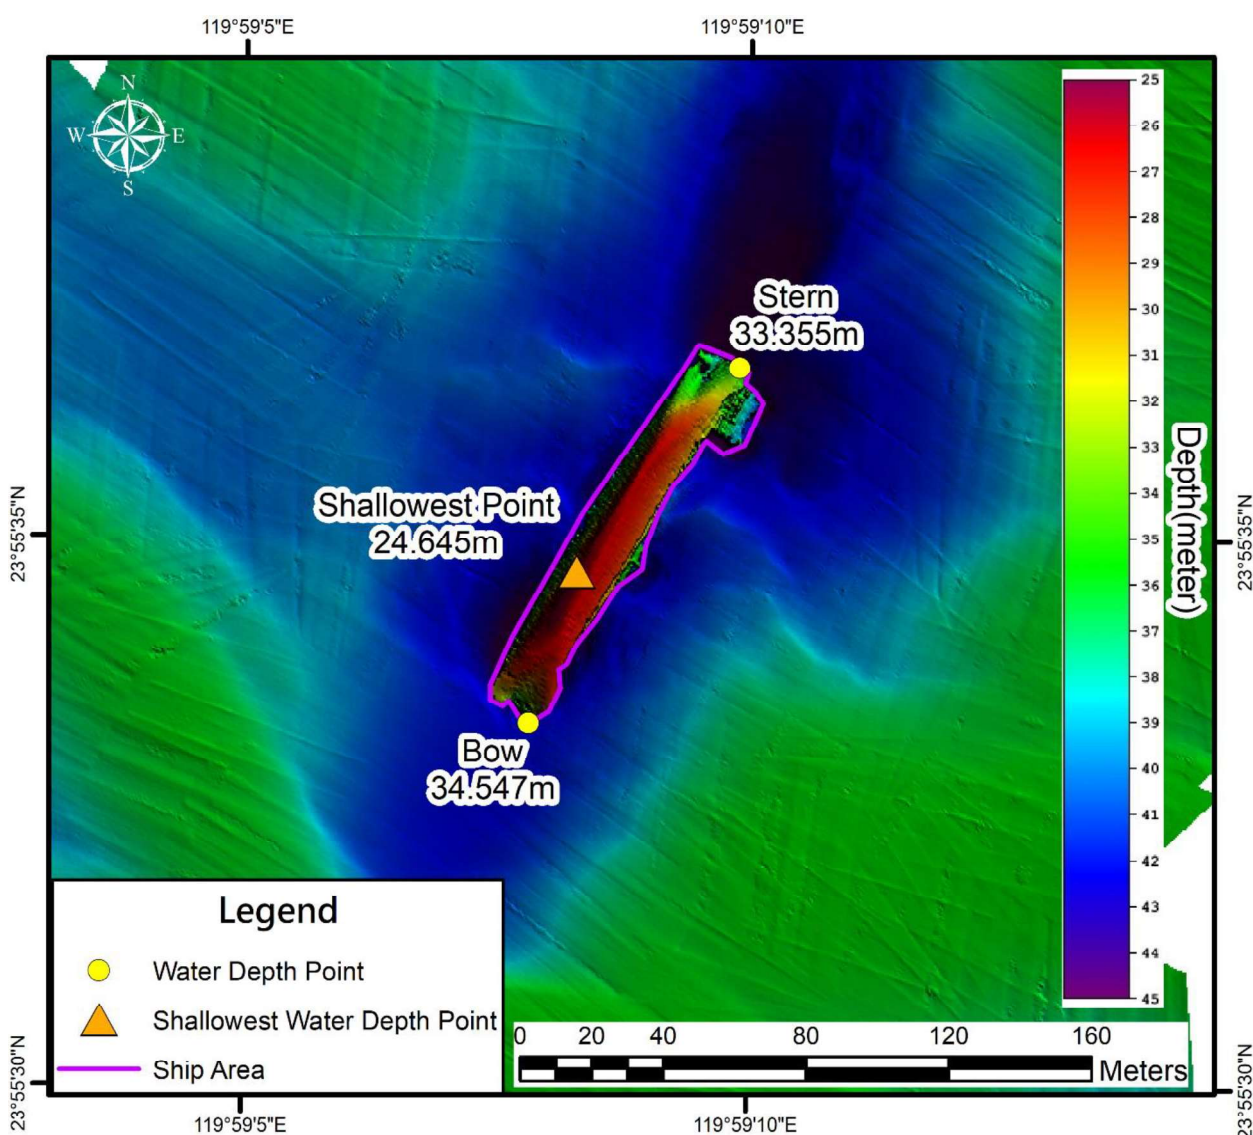 119°59'5"E
119°59'10"E
N
W
E
S
25
26
27
28
29
30
31
32
33
34
35
36
37
38
39
40
41
42
43
44
45
Depth(meter)
Stern
33.355m
Shallowest Point
24.645m
Bow
34.547m
23°55'35"N
23°55'35"N
Legend
Water Depth Point
Shallowest Water Depth Point
Ship Area
0 20 40 80 120 160
Meters
23°55'30"N
23°55'30"N
119°59'5"E
119°59'10"E